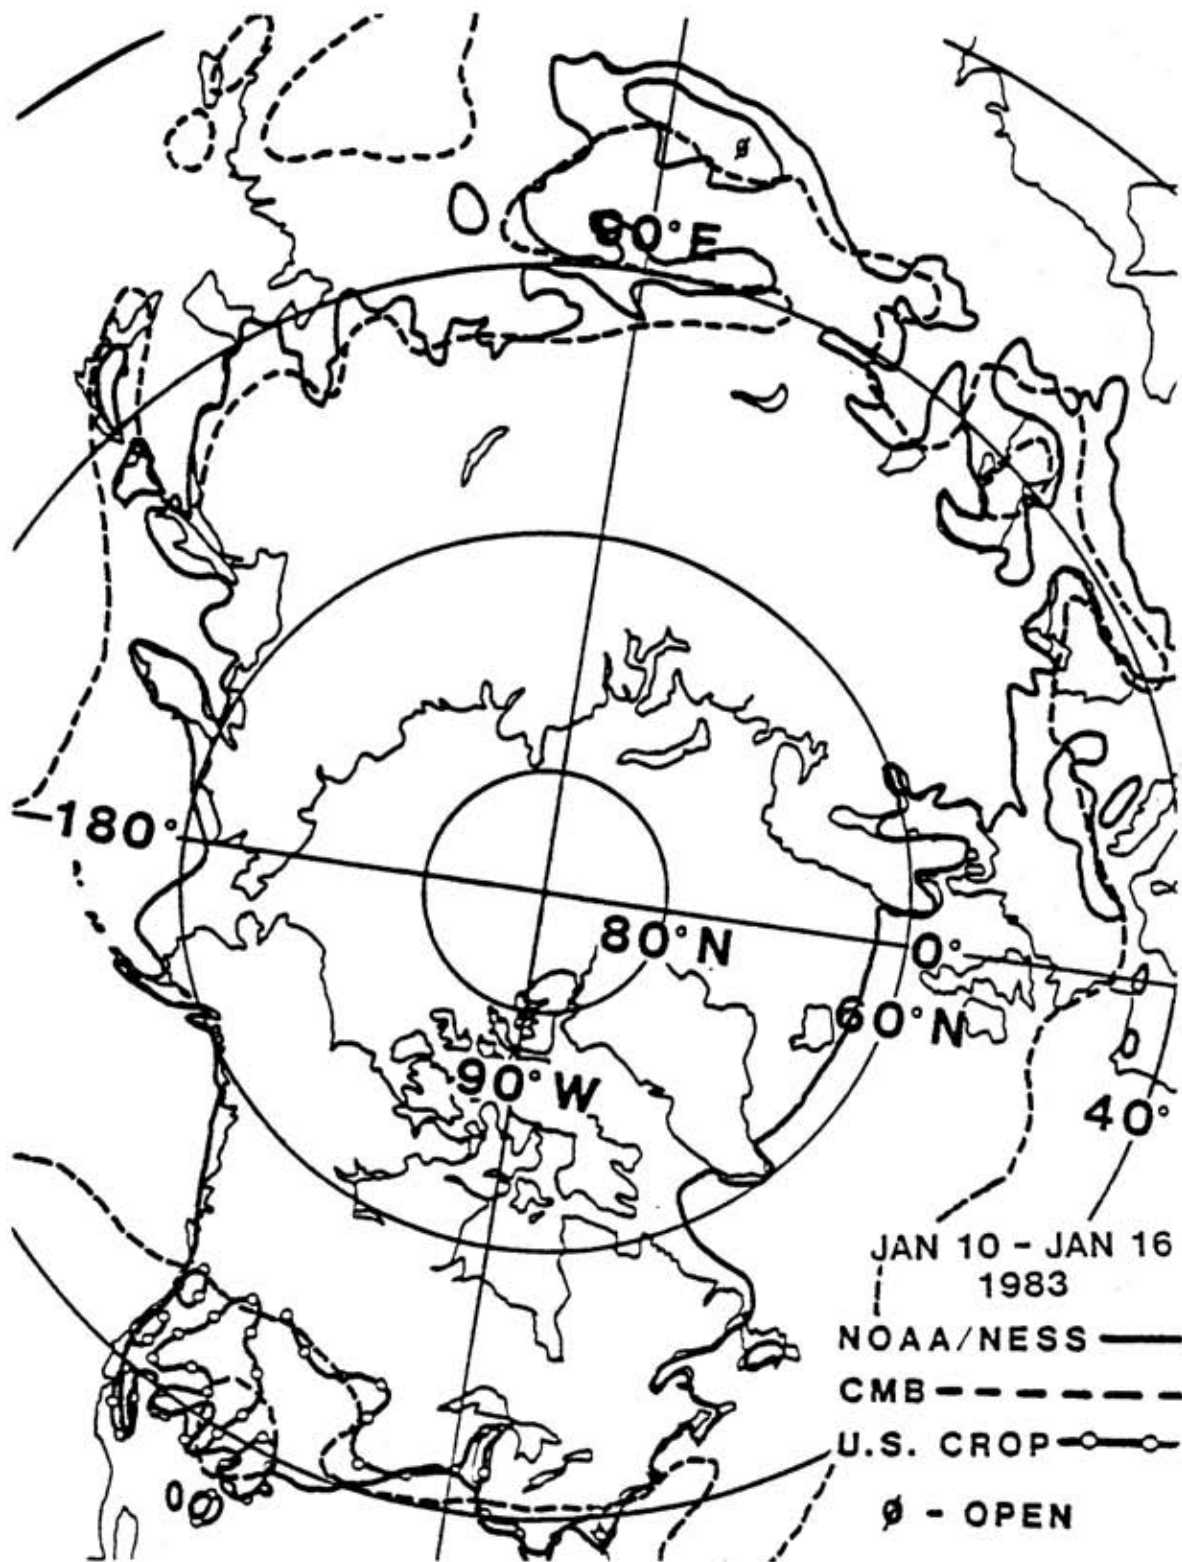 ø
90°E
180°
80°N
0°
60°N
90°W
40°
JAN 10 - JAN 16
1983
NOAA/NESS
CMB
U.S. CROP
ø - OPEN